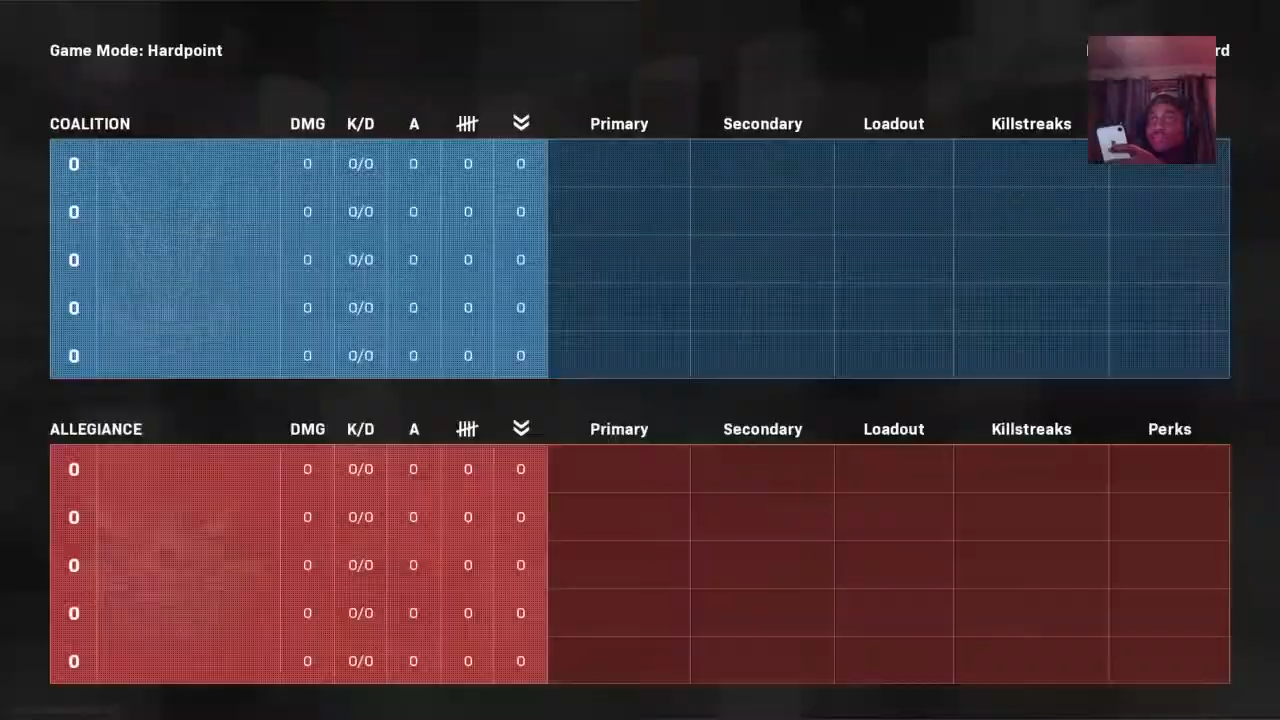 Game Mode: Hardpoint rd
COALITION DMG K/D A Primary Secondary Loadout Killstreaks
0 0 0/0 0 0 0
0 0 0/0 0 0 0
0 0 0/0 0 0 0
0 0 0/0 0 0 0
0 0 0/0 0 0 0
ALLEGIANCE DMG K/D A Primary Secondary Loadout Killstreaks Perks
0 0 0/0 0 0 0
0 0 0/0 0 0 0
0 0 0/0 0 0 0
0 0 0/0 0 0 0
0 0 0/0 0 0 0